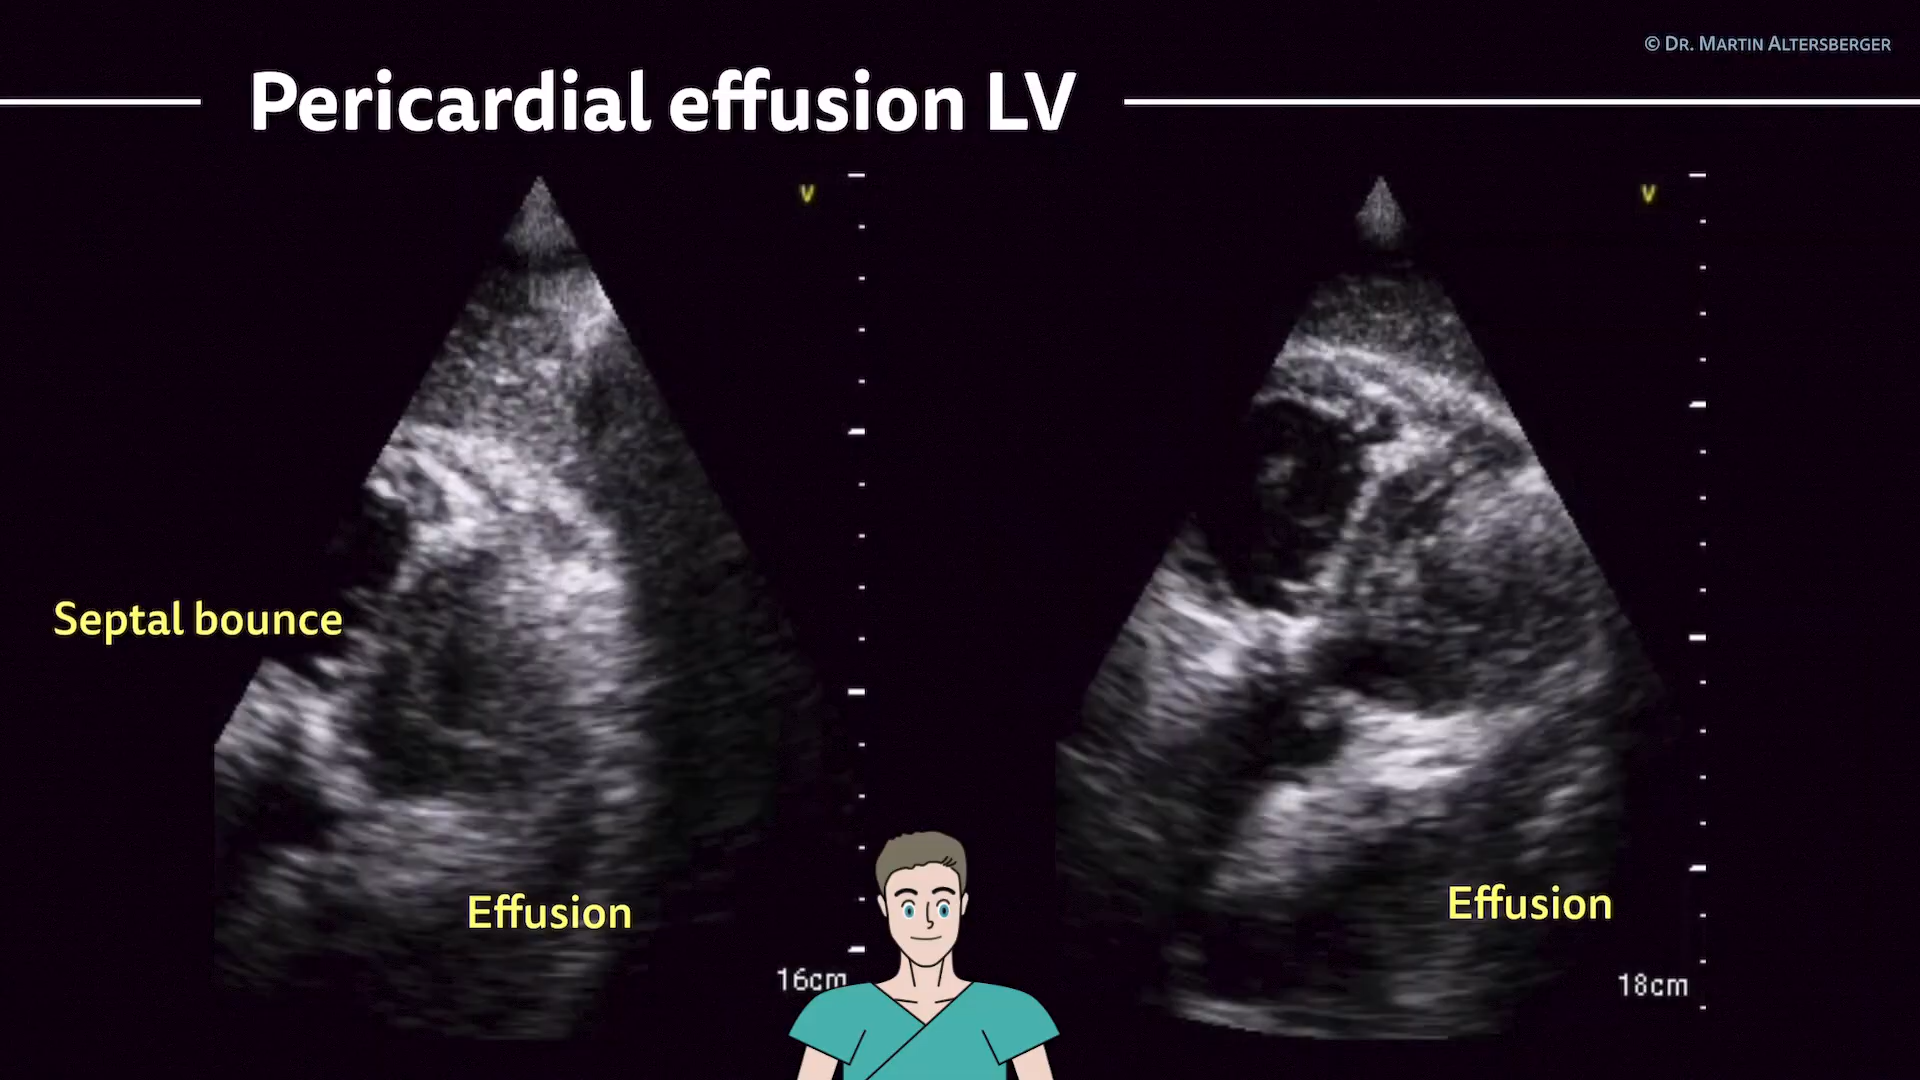 © Dr. Martin Altersberger
Pericardial effusion LV
V
V
Septal bounce
Effusion
Effusion
16cm
18cm